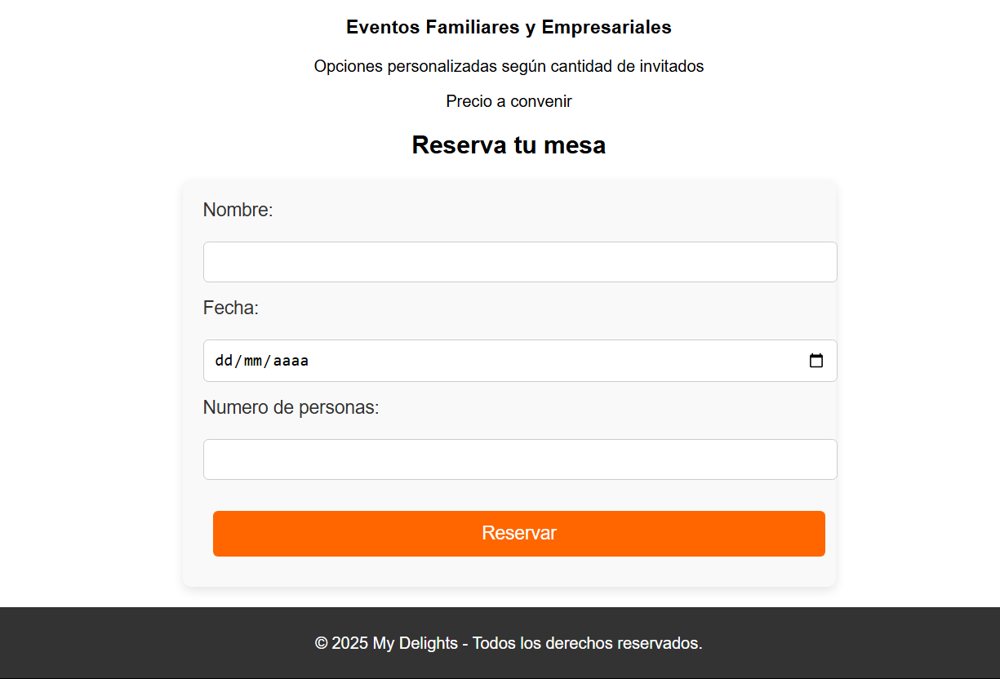 Eventos Familiares y Empresariales
Opciones personalizadas según cantidad de invitados
Precio a convenir
Reserva tu mesa
Nombre:
Fecha:
dd/mm/aaaa
Numero de personas:
Reservar
© 2025 My Delights - Todos los derechos reservados.